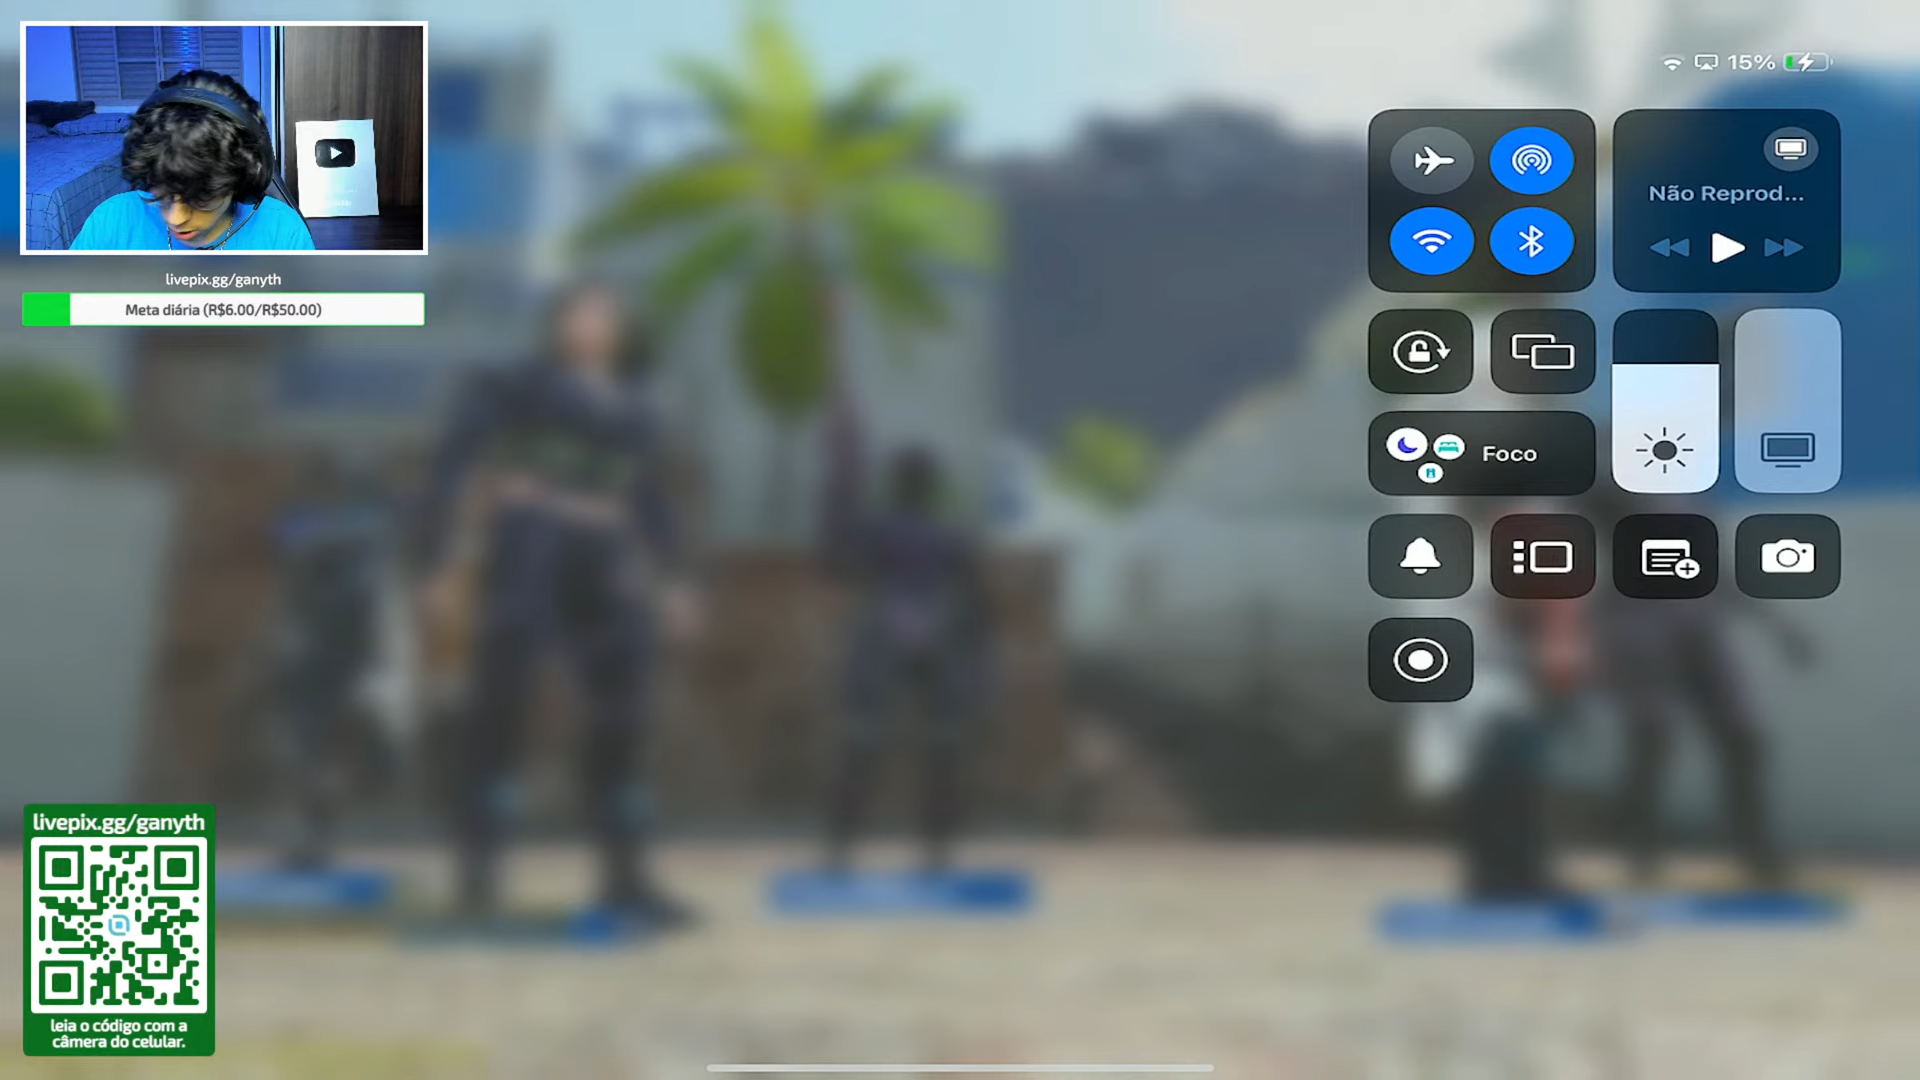 livepix.gg/ganyth
Meta diária (R$6.00/R$50.00)
15%
Não Reprod...
Foco
livepix.gg/ganyth
leia o código com a
câmera do celular.